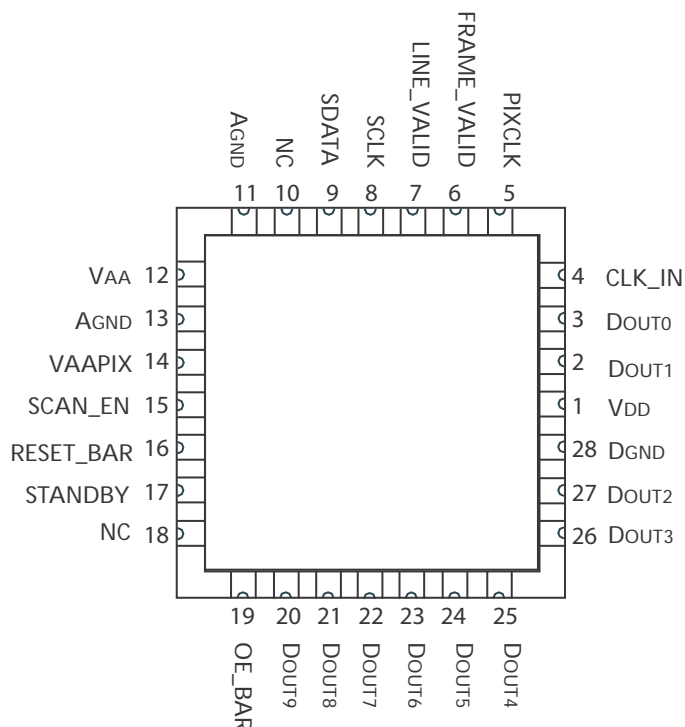 AGND
NC
SDATA
SCLK
LINE_VALID
FRAME_VALID
PIXCLK
11 10 9 8 7 6 5
VAA 12
AGND 13
VAAPIX 14
SCAN_EN 15
RESET_BAR 16
STANDBY 17
NC 18
4 CLK_IN
3 DOUT0
2 DOUT1
1 VDD
28 DGND
27 DOUT2
26 DOUT3
19 20 21 22 23 24 25
OE_BAR
DOUT9
DOUT8
DOUT7
DOUT6
DOUT5
DOUT4